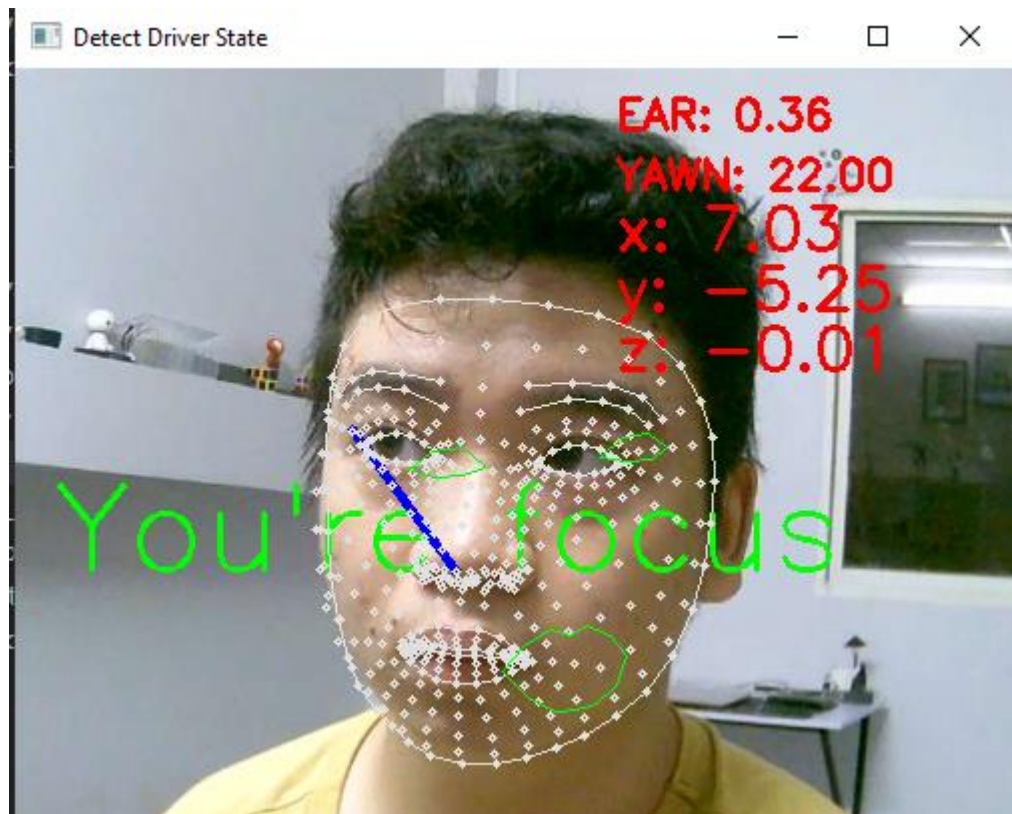 Detect Driver State
EAR: 0.36
YAWN: 22.00
x: 7.03
y: -5.25
z: -0.01
You're focus